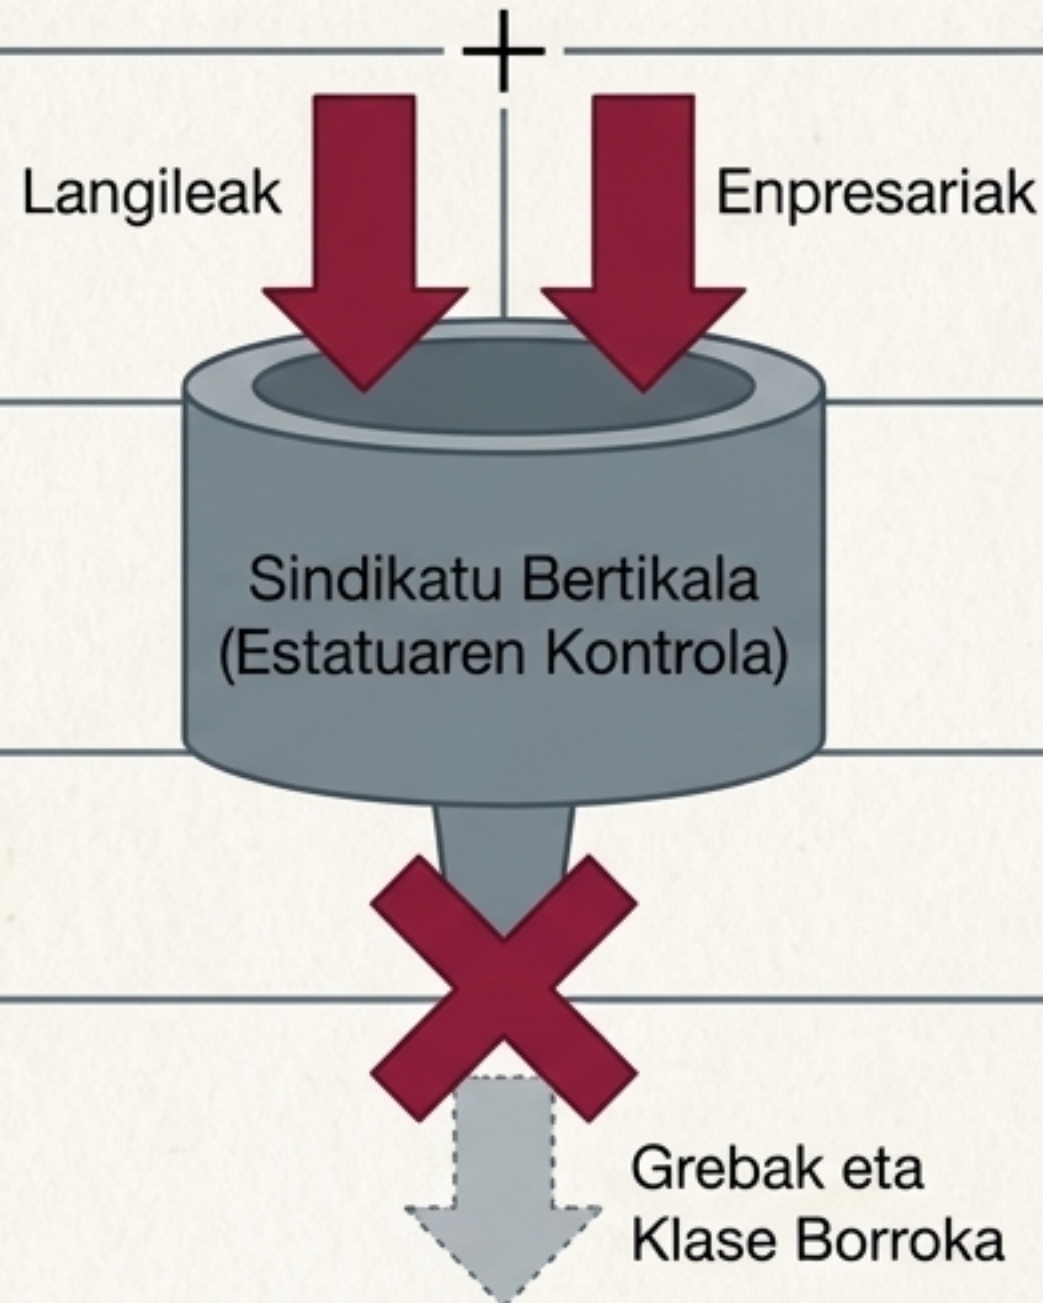 Langileak
Enpresariak
Sindikatu Bertikala
(Estatuaren Kontrola)
Grebak eta
Klase Borroka